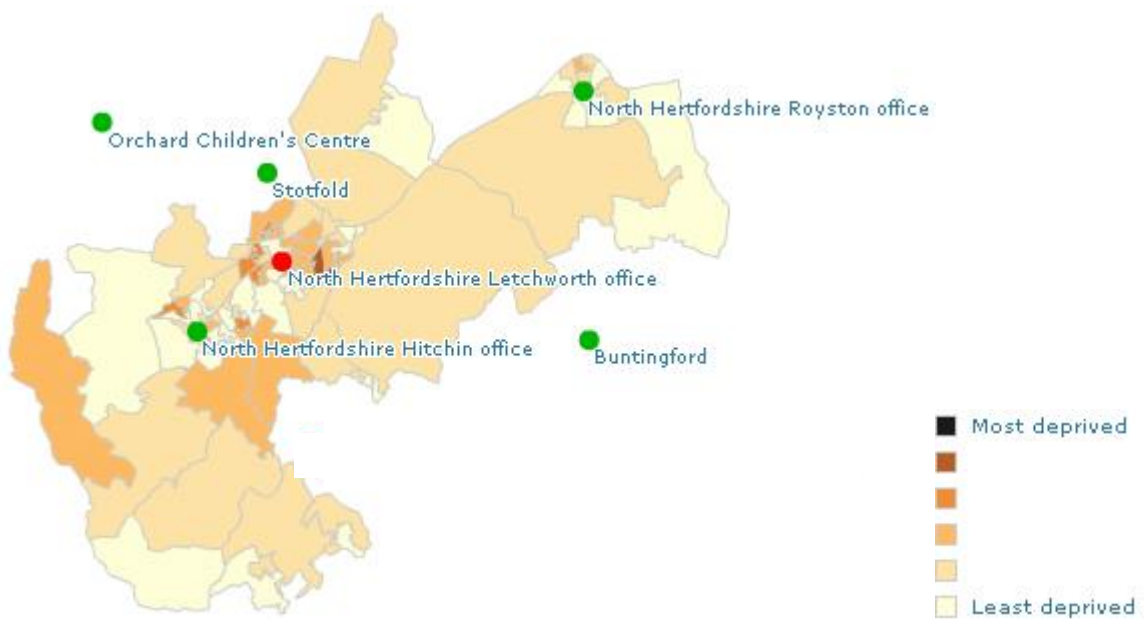 North Hertfordshire Royston office
Orchard Children's Centre
Stotfold
North Hertfordshire Letchworth office
North Hertfordshire Hitchin office
Buntingford
Most deprived
Least deprived